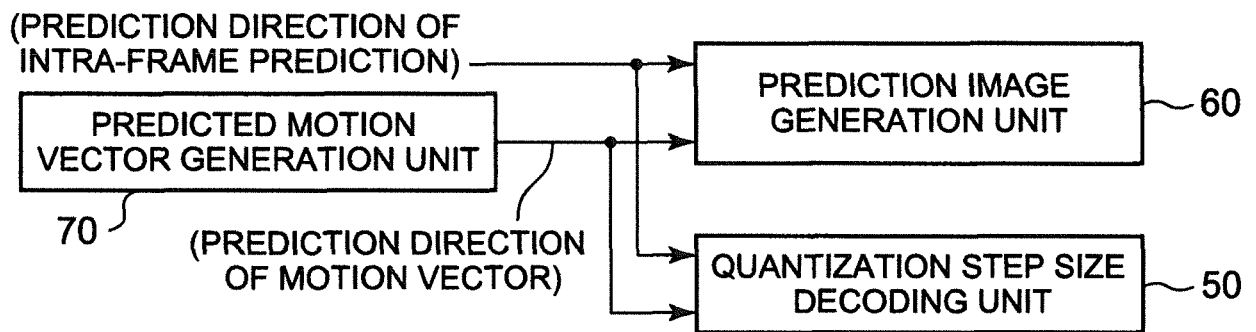 (PREDICTION DIRECTION OF
INTRA-FRAME PREDICTION)
PREDICTION IMAGE
GENERATION UNIT
60
PREDICTED MOTION
VECTOR GENERATION UNIT
70
(PREDICTION DIRECTION
OF MOTION VECTOR)
QUANTIZATION STEP SIZE
DECODING UNIT
50